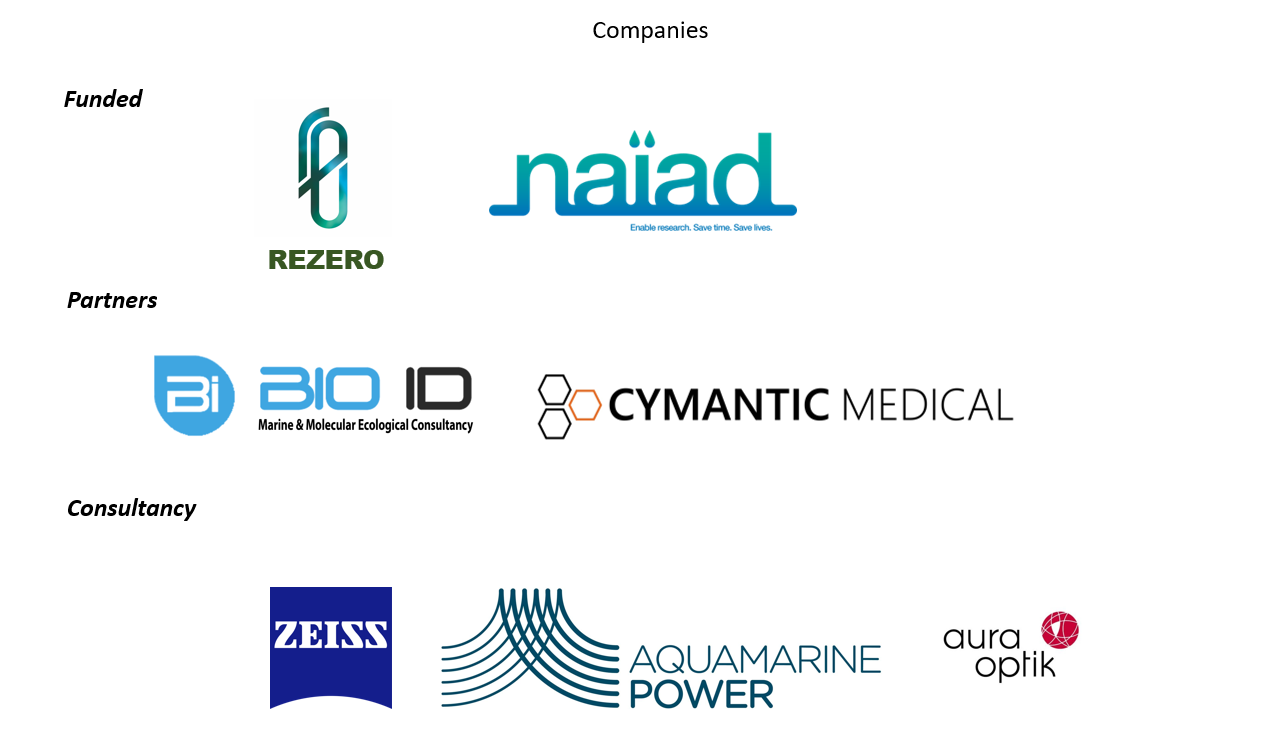 Companies
Funded
REZERO
naïad
Enable research. Save time. Save lives.
Partners
Bi
BIO ID
Marine & Molecular Ecological Consultancy
CYMANTIC MEDICAL
Consultancy
ZEISS
AQUAMARINE
POWER
aura
optik